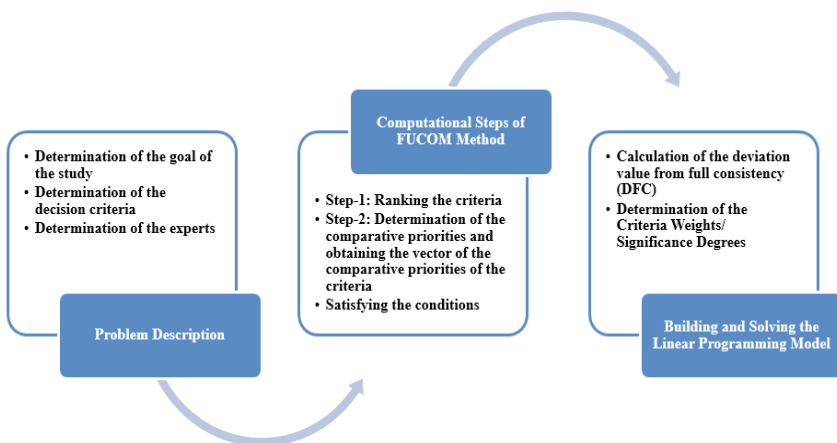 • Determination of the goal of
the study
• Determination of the
decision criteria
• Determination of the experts
Problem Description
Computational Steps of
FUCOM Method
• Step-1: Ranking the criteria
• Step-2: Determination of the
comparative priorities and
obtaining the vector of the
comparative priorities of the
criteria
• Satisfying the conditions
• Calculation of the deviation
value from full consistency
(DFC)
• Determination of the
Criteria Weights/
Significance Degrees
Building and Solving the
Linear Programming Model